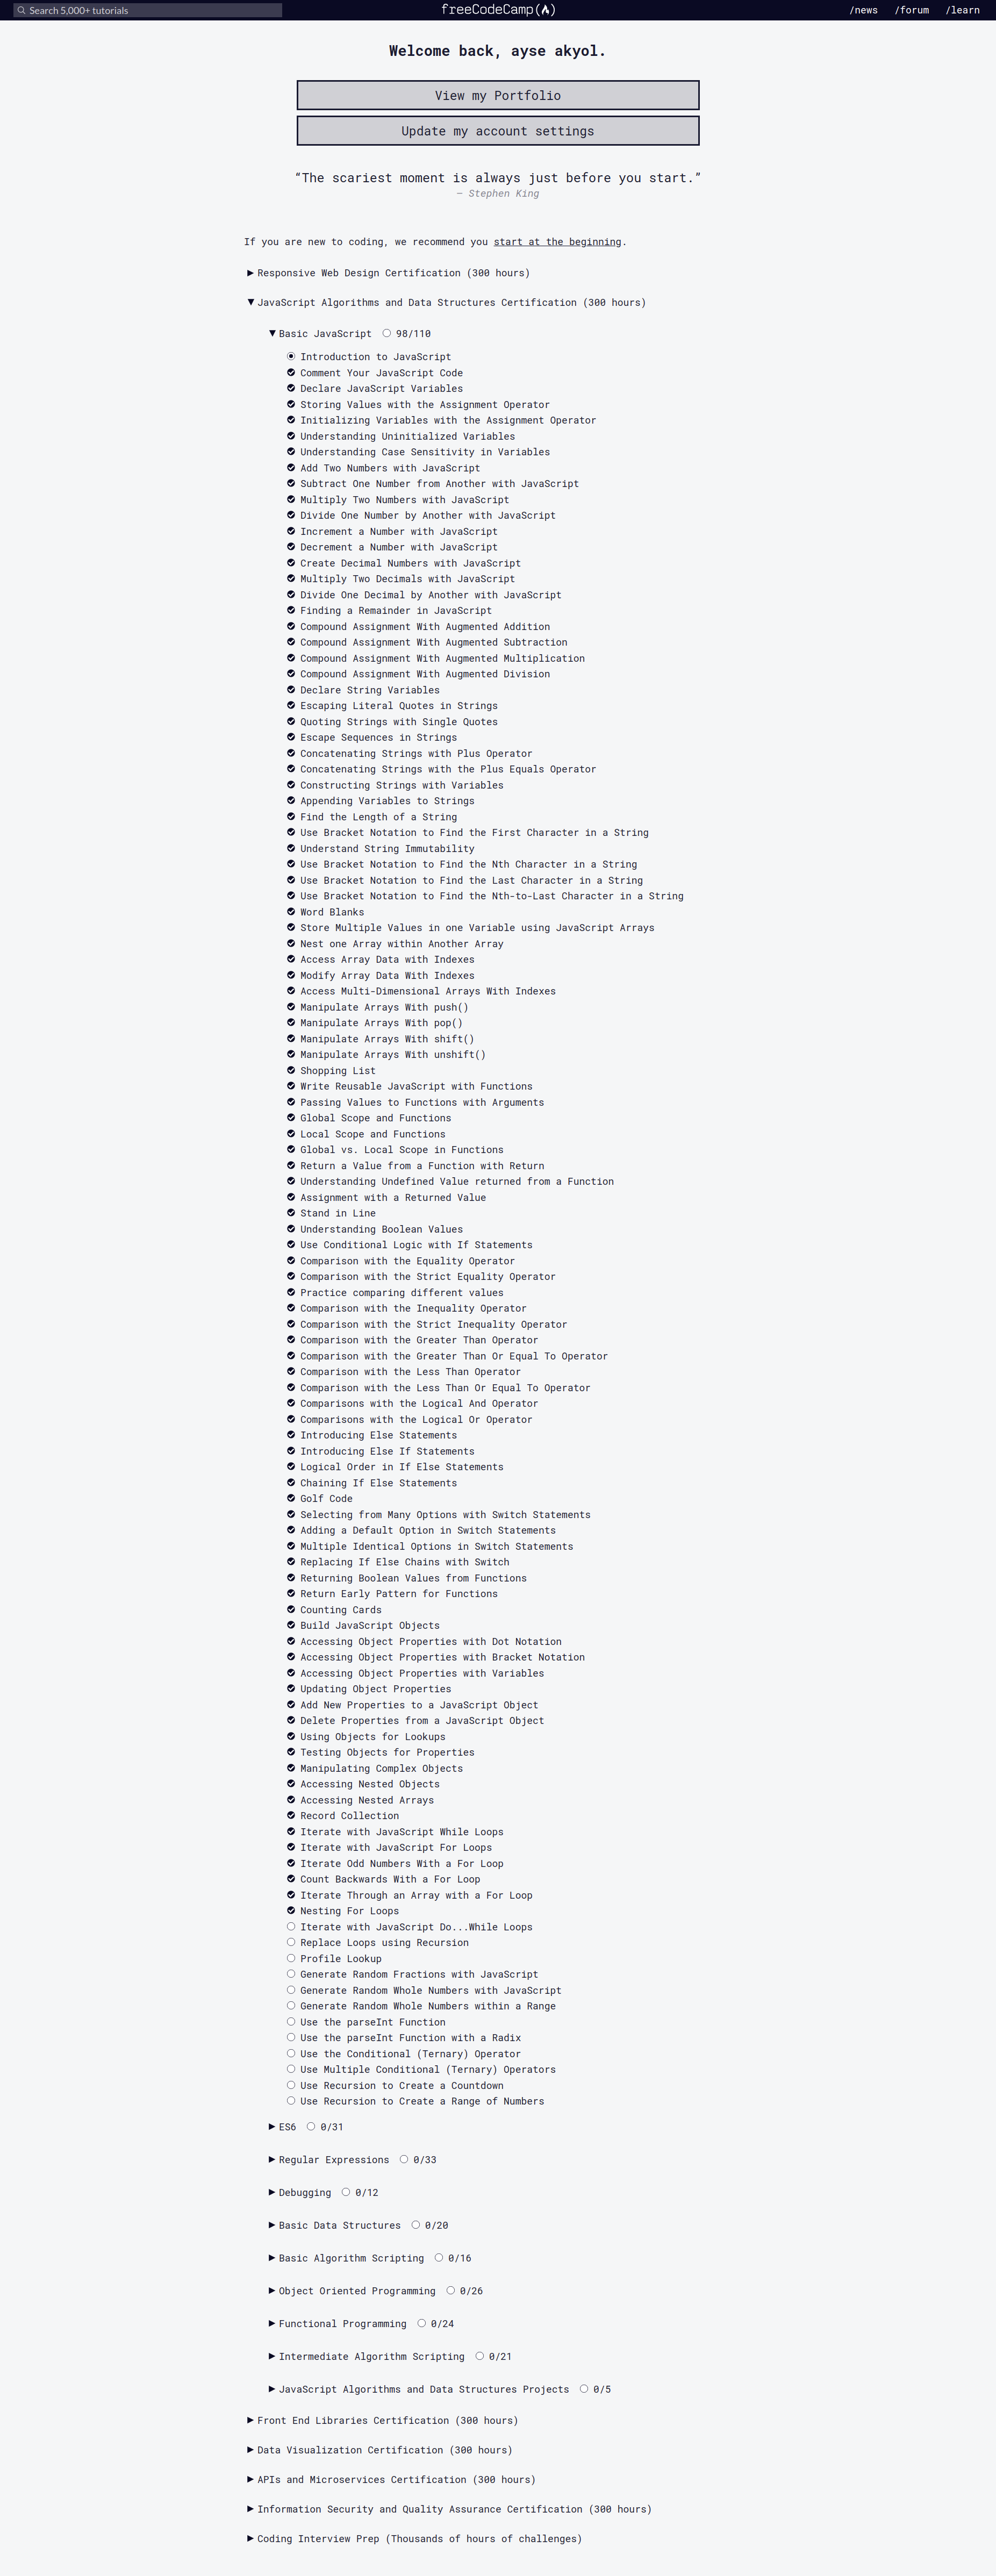 Search 5,000+ tutorials
freeCodeCamp(🔥)
/news /forum /learn
Welcome back, ayse akyol.
View my Portfolio
Update my account settings
“The scariest moment is always just before you start.”
— Stephen King
If you are new to coding, we recommend you start at the beginning.
Responsive Web Design Certification (300 hours)
JavaScript Algorithms and Data Structures Certification (300 hours)
Basic JavaScript 98/110
Introduction to JavaScript
Comment Your JavaScript Code
Declare JavaScript Variables
Storing Values with the Assignment Operator
Initializing Variables with the Assignment Operator
Understanding Uninitialized Variables
Understanding Case Sensitivity in Variables
Add Two Numbers with JavaScript
Subtract One Number from Another with JavaScript
Multiply Two Numbers with JavaScript
Divide One Number by Another with JavaScript
Increment a Number with JavaScript
Decrement a Number with JavaScript
Create Decimal Numbers with JavaScript
Multiply Two Decimals with JavaScript
Divide One Decimal by Another with JavaScript
Finding a Remainder in JavaScript
Compound Assignment With Augmented Addition
Compound Assignment With Augmented Subtraction
Compound Assignment With Augmented Multiplication
Compound Assignment With Augmented Division
Declare String Variables
Escaping Literal Quotes in Strings
Quoting Strings with Single Quotes
Escape Sequences in Strings
Concatenating Strings with Plus Operator
Concatenating Strings with the Plus Equals Operator
Constructing Strings with Variables
Appending Variables to Strings
Find the Length of a String
Use Bracket Notation to Find the First Character in a String
Understand String Immutability
Use Bracket Notation to Find the Nth Character in a String
Use Bracket Notation to Find the Last Character in a String
Use Bracket Notation to Find the Nth-to-Last Character in a String
Word Blanks
Store Multiple Values in one Variable using JavaScript Arrays
Nest one Array within Another Array
Access Array Data with Indexes
Modify Array Data With Indexes
Access Multi-Dimensional Arrays With Indexes
Manipulate Arrays With push()
Manipulate Arrays With pop()
Manipulate Arrays With shift()
Manipulate Arrays With unshift()
Shopping List
Write Reusable JavaScript with Functions
Passing Values to Functions with Arguments
Global Scope and Functions
Local Scope and Functions
Global vs. Local Scope in Functions
Return a Value from a Function with Return
Understanding Undefined Value returned from a Function
Assignment with a Returned Value
Stand in Line
Understanding Boolean Values
Use Conditional Logic with If Statements
Comparison with the Equality Operator
Comparison with the Strict Equality Operator
Practice comparing different values
Comparison with the Inequality Operator
Comparison with the Strict Inequality Operator
Comparison with the Greater Than Operator
Comparison with the Greater Than Or Equal To Operator
Comparison with the Less Than Operator
Comparison with the Less Than Or Equal To Operator
Comparisons with the Logical And Operator
Comparisons with the Logical Or Operator
Introducing Else Statements
Introducing Else If Statements
Logical Order in If Else Statements
Chaining If Else Statements
Golf Code
Selecting from Many Options with Switch Statements
Adding a Default Option in Switch Statements
Multiple Identical Options in Switch Statements
Replacing If Else Chains with Switch
Returning Boolean Values from Functions
Return Early Pattern for Functions
Counting Cards
Build JavaScript Objects
Accessing Object Properties with Dot Notation
Accessing Object Properties with Bracket Notation
Accessing Object Properties with Variables
Updating Object Properties
Add New Properties to a JavaScript Object
Delete Properties from a JavaScript Object
Using Objects for Lookups
Testing Objects for Properties
Manipulating Complex Objects
Accessing Nested Objects
Accessing Nested Arrays
Record Collection
Iterate with JavaScript While Loops
Iterate with JavaScript For Loops
Iterate Odd Numbers With a For Loop
Count Backwards With a For Loop
Iterate Through an Array with a For Loop
Nesting For Loops
Iterate with JavaScript Do...While Loops
Replace Loops using Recursion
Profile Lookup
Generate Random Fractions with JavaScript
Generate Random Whole Numbers with JavaScript
Generate Random Whole Numbers within a Range
Use the parseInt Function
Use the parseInt Function with a Radix
Use the Conditional (Ternary) Operator
Use Multiple Conditional (Ternary) Operators
Use Recursion to Create a Countdown
Use Recursion to Create a Range of Numbers
ES6 0/31
Regular Expressions 0/33
Debugging 0/12
Basic Data Structures 0/20
Basic Algorithm Scripting 0/16
Object Oriented Programming 0/26
Functional Programming 0/24
Intermediate Algorithm Scripting 0/21
JavaScript Algorithms and Data Structures Projects 0/5
Front End Libraries Certification (300 hours)
Data Visualization Certification (300 hours)
APIs and Microservices Certification (300 hours)
Information Security and Quality Assurance Certification (300 hours)
Coding Interview Prep (Thousands of hours of challenges)